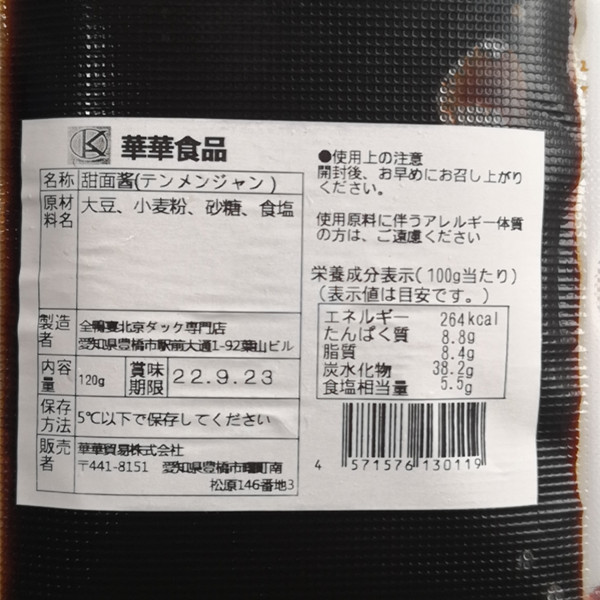 華華食品
名称 甜面醤(テンメンジャン)
原材料名 大豆、小麦粉、砂糖、食塩
製造者 全鴨宴北京ダック専門店
愛知県豊橋市駅前大通1-92葉山ビル
内容量 120g 賞味期限 22.9.23
保存方法 5℃以下で保存してください
販売者 華華貿易株式会社
〒441-8151 愛知県豊橋市曙町南
松原146番地3
●使用上の注意
開封後、お早めにお召し上がり
ください。
使用原料に伴うアレルギー体質
の方は、ご遠慮ください
栄養成分表示(100g当たり)
(表示値は目安です。)
エネルギー 264kcal
たんぱく質 8.8g
脂質 8.4g
炭水化物 38.2g
食塩相当量 5.5g
4 571576 130119